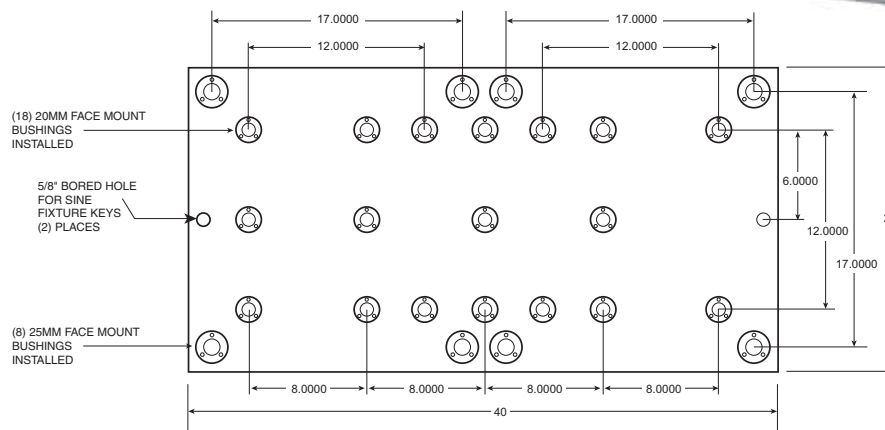 17.0000
17.0000
12.0000
12.0000
(18) 20MM FACE MOUNT
BUSHINGS
INSTALLED
5/8" BORED HOLE
FOR SINE
FIXTURE KEYS
(2) PLACES
6.0000
12.0000
17.0000
(8) 25MM FACE MOUNT
BUSHINGS
INSTALLED
8.0000
8.0000
8.0000
8.0000
40